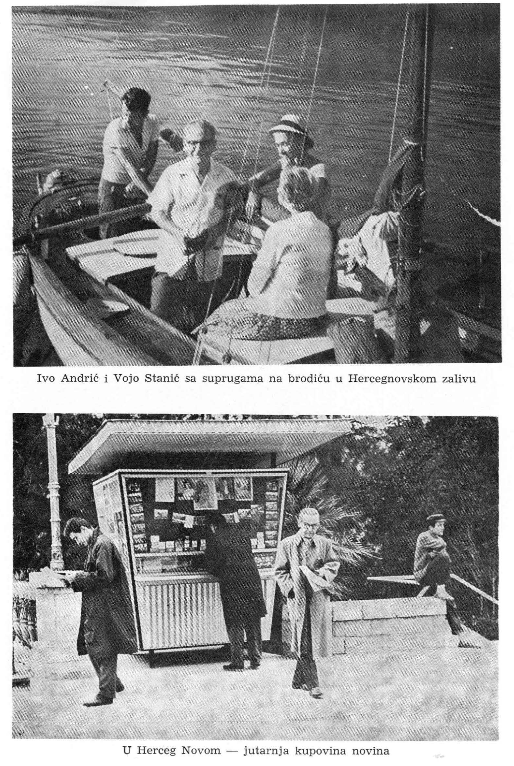 Ivo Andrić i Vojo Stanić sa suprugama na brodiću u Hercegnovskom zalivu
U Herceg Novom — jutarnja kupovina novina